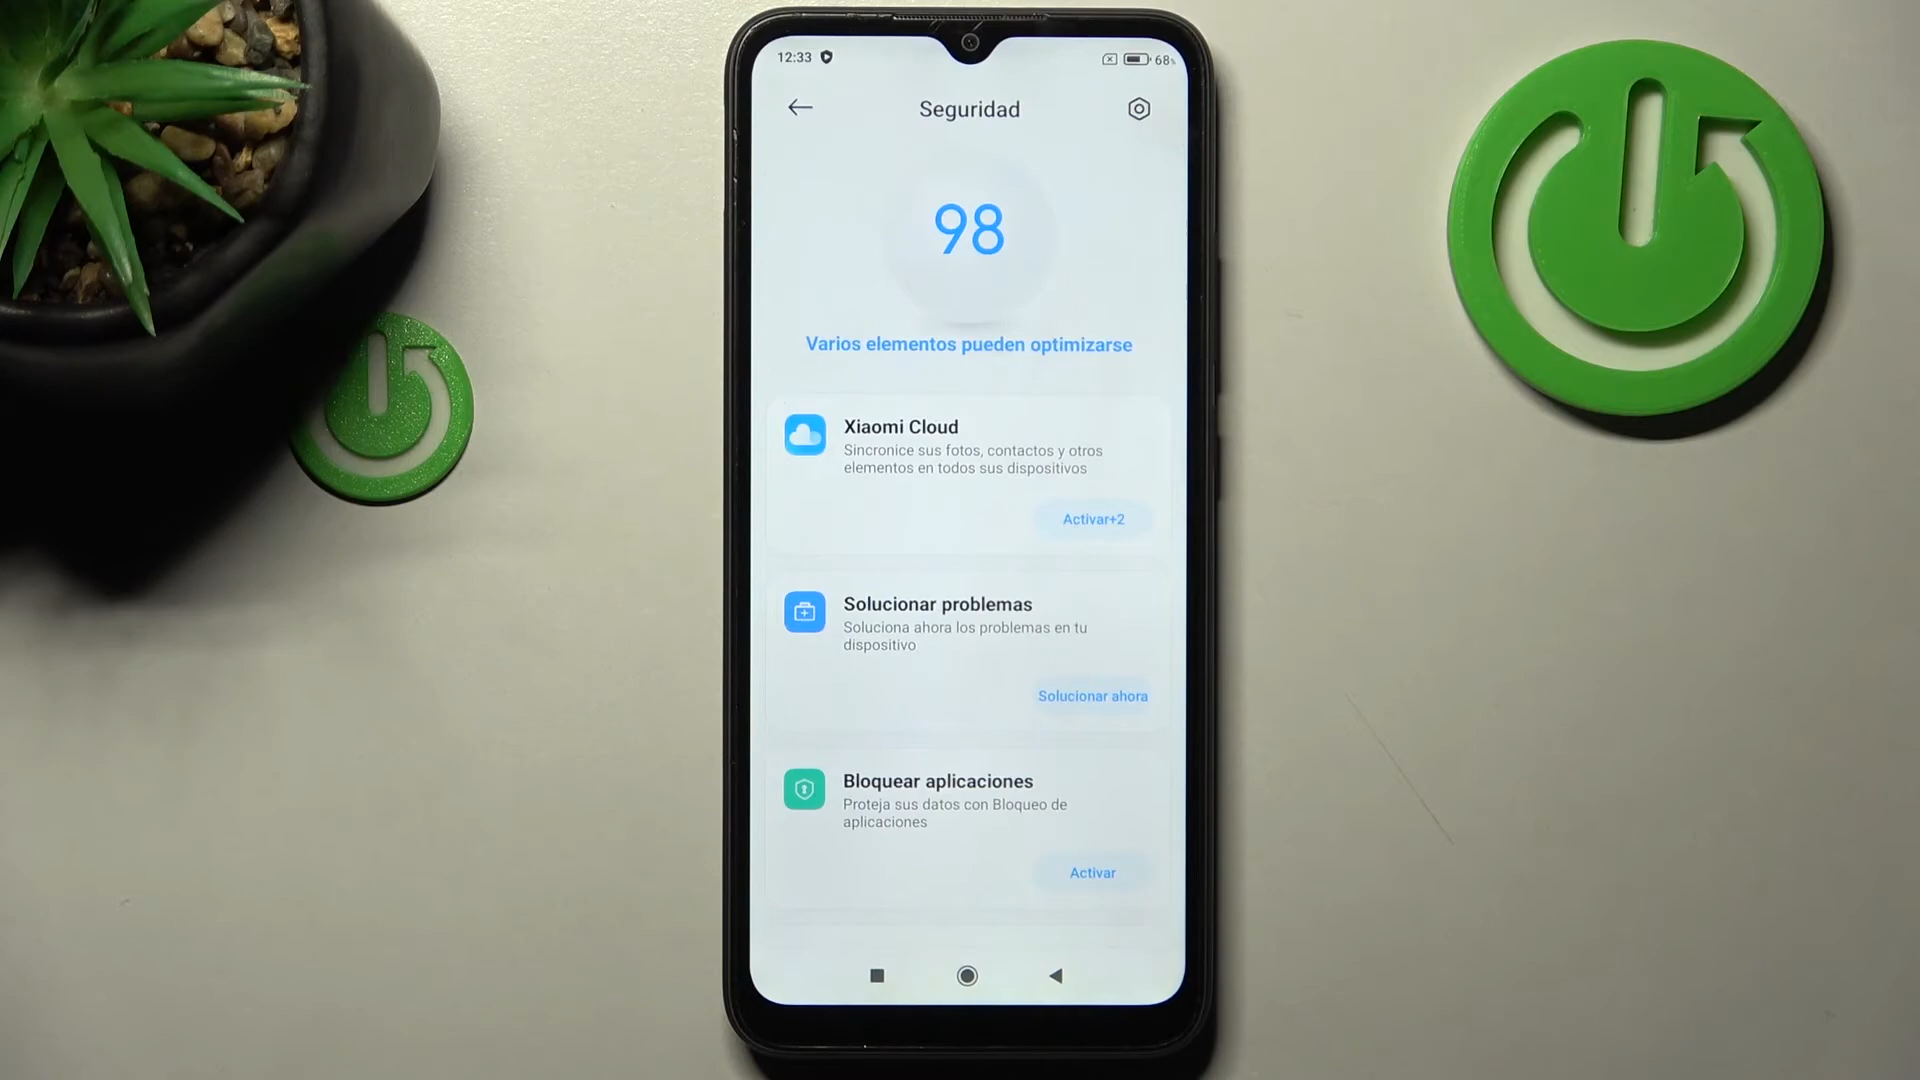 12:33
68%
Seguridad
98
Varios elementos pueden optimizarse
Xiaomi Cloud
Sincronice sus fotos, contactos y otros
elementos en todos sus dispositivos
Activar+2
Solucionar problemas
Soluciona ahora los problemas en tu
dispositivo
Solucionar ahora
Bloquear aplicaciones
Proteja sus datos con Bloqueo de
aplicaciones
Activar